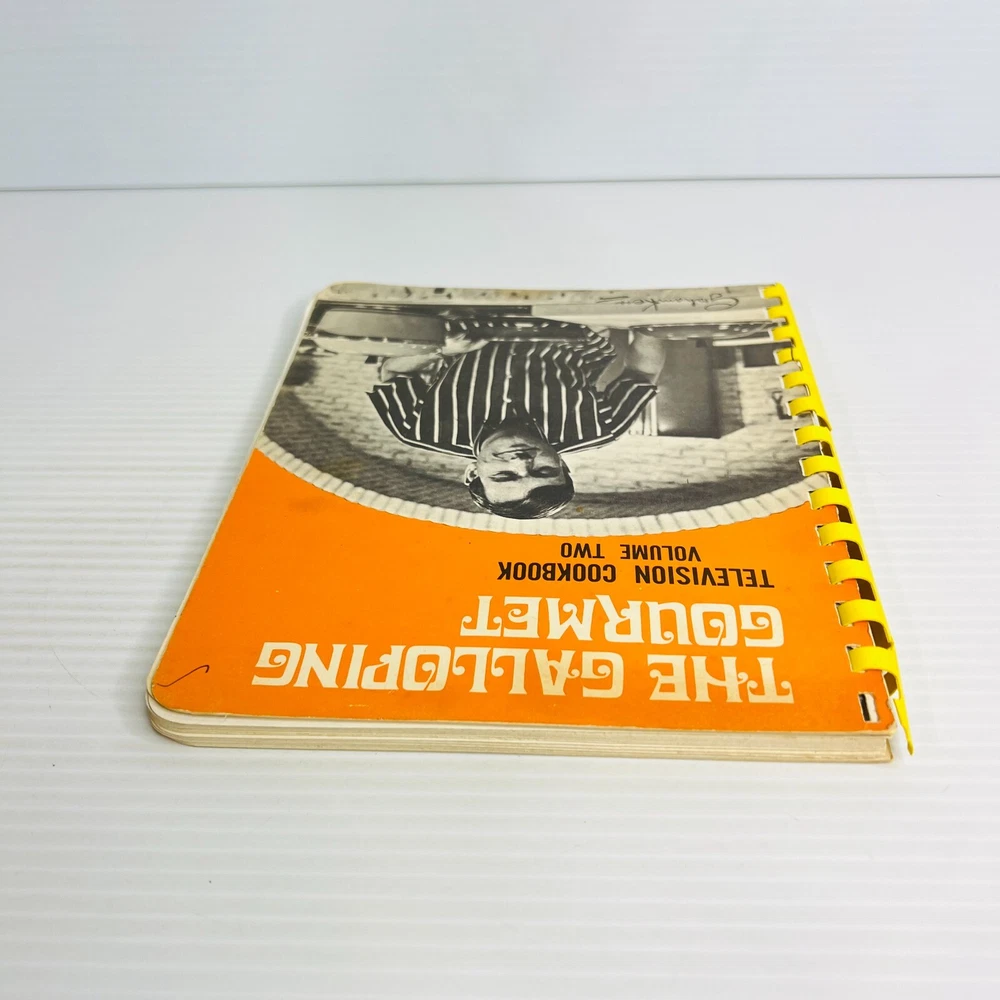 THE GALLOPING
GOURMET
TELEVISION COOKBOOK
VOLUME TWO